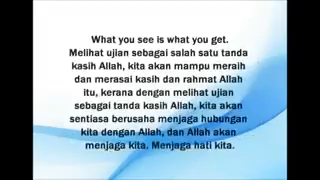 What you see is what you get.
Melihat ujian sebagai salah satu tanda
kasih Allah, kita akan mampu meraih
dan merasai kasih dan rahmat Allah
itu, kerana dengan melihat ujian
sebagai tanda kasih Allah, kita akan
sentiasa berusaha menjaga hubungan
kita dengan Allah, dan Allah akan
menjaga kita. Menjaga hati kita.